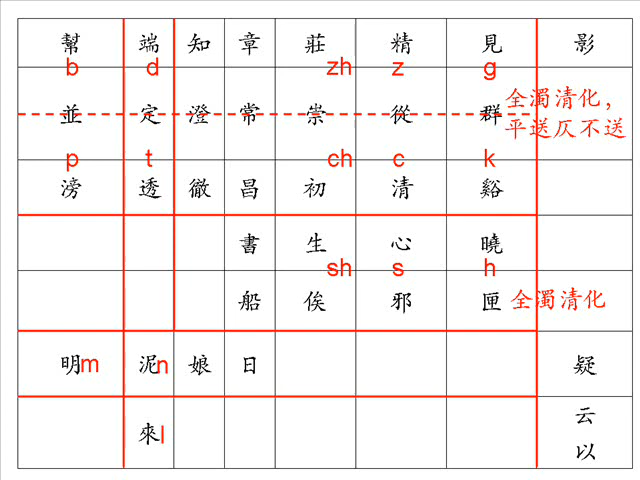 幫 端 知 章 莊 精 見 影
b d zh z g
並 定 澄 常 崇 從 群 全濁清化，
平送仄不送
p t ch c k
滂 透 徹 昌 初 清 谿
書 生 心 曉
sh s h
船 俟 邪 匣 全濁清化
明m 泥n 娘 日 疑
來l 云
以